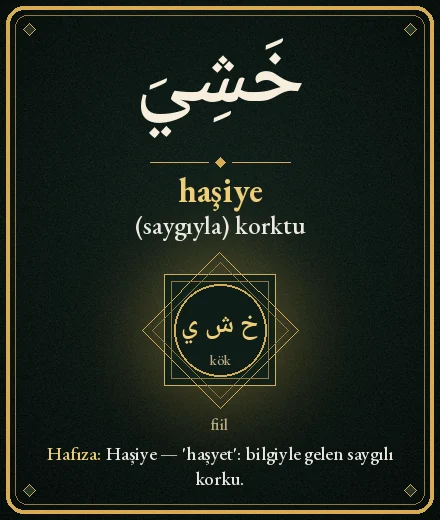 خَشِيَ
haşiye
(saygıyla) korktu
خ ش ي
kök
fiil
Hafıza: Haşiye — 'haşyet': bilgiyle gelen saygılı
korku.